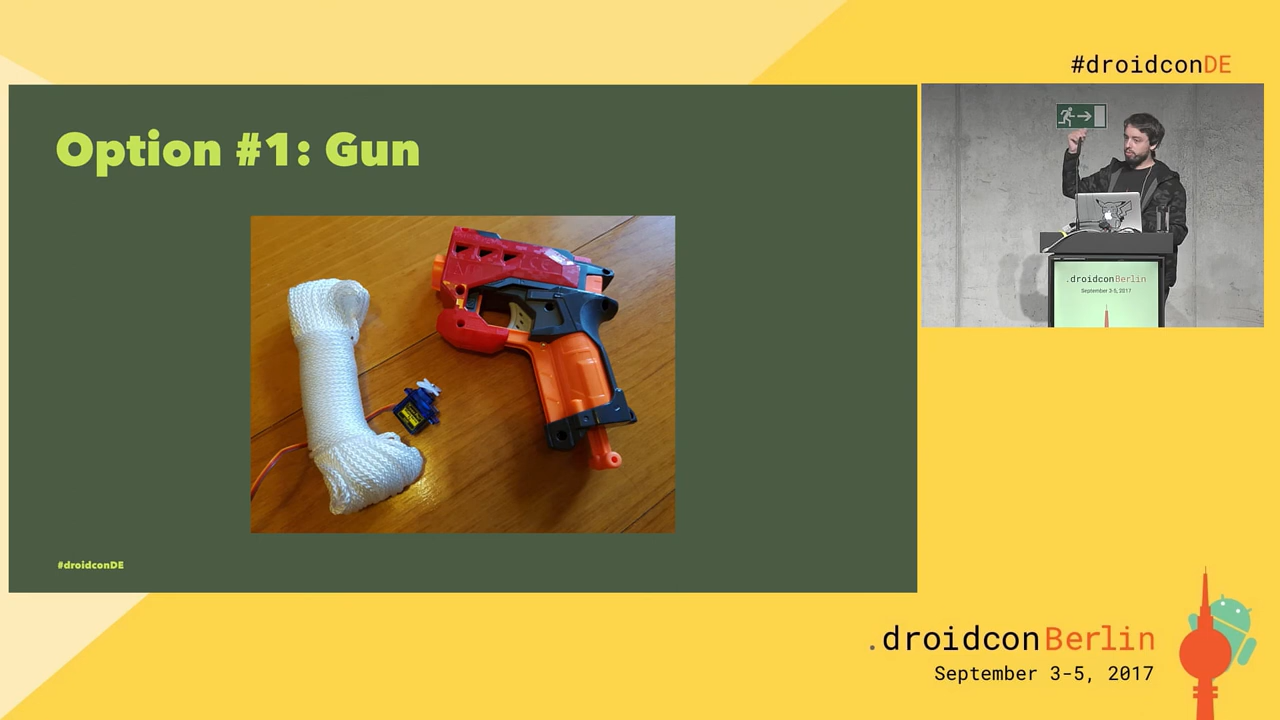 #droidconDE
Option #1: Gun
.droidconBerlin
September 3-5, 2017
#droidconDE
.droidconBerlin
September 3-5, 2017